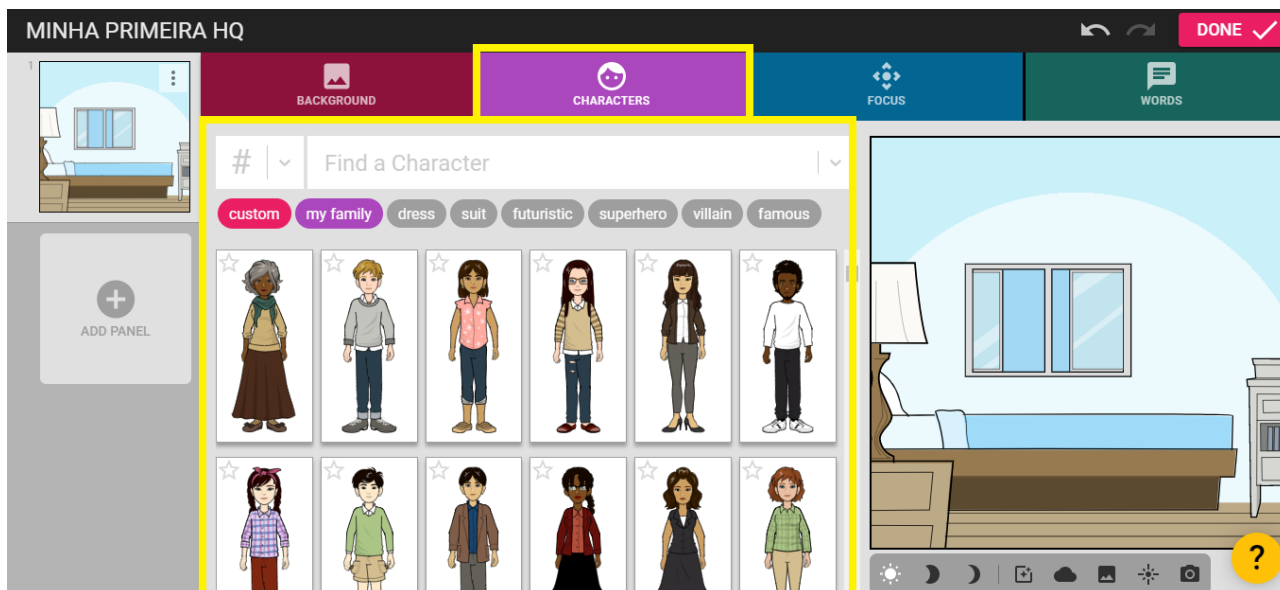 MINHA PRIMEIRA HQ
DONE
1
BACKGROUND
CHARACTERS
FOCUS
WORDS
# Find a Character
custom my family dress suit futuristic superhero villain famous
ADD PANEL
?